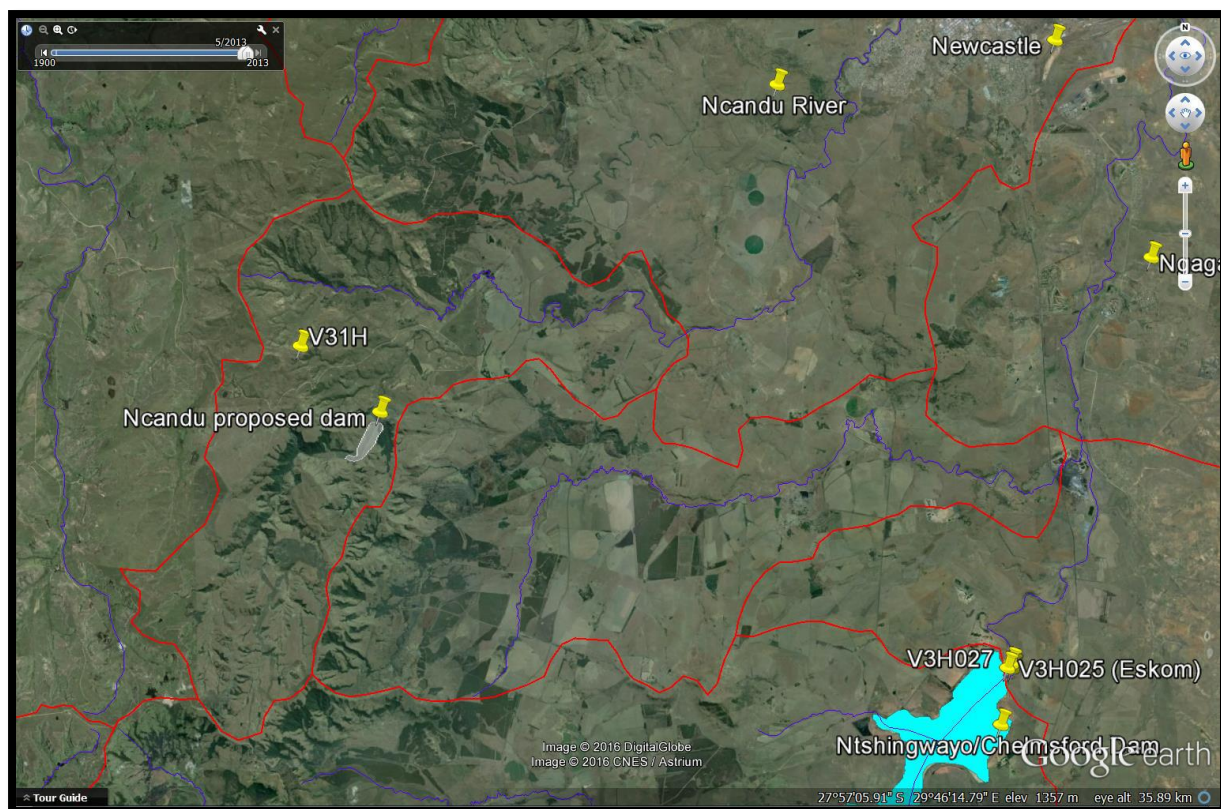 5/2013
1900
2013
Newcastle
N
Ncandu River
Ngaga
V31H
Ncandu proposed dam
V3H027
V3H025 (Eskom)
Ntshingwayo/Chelmsford Dam
Google earth
Image © 2016 DigitalGlobe
Image © 2016 CNES / Astrium
Tour Guide
27°57'05.91" S 29°46'14.79" E elev 1357 m eye alt 35.89 km